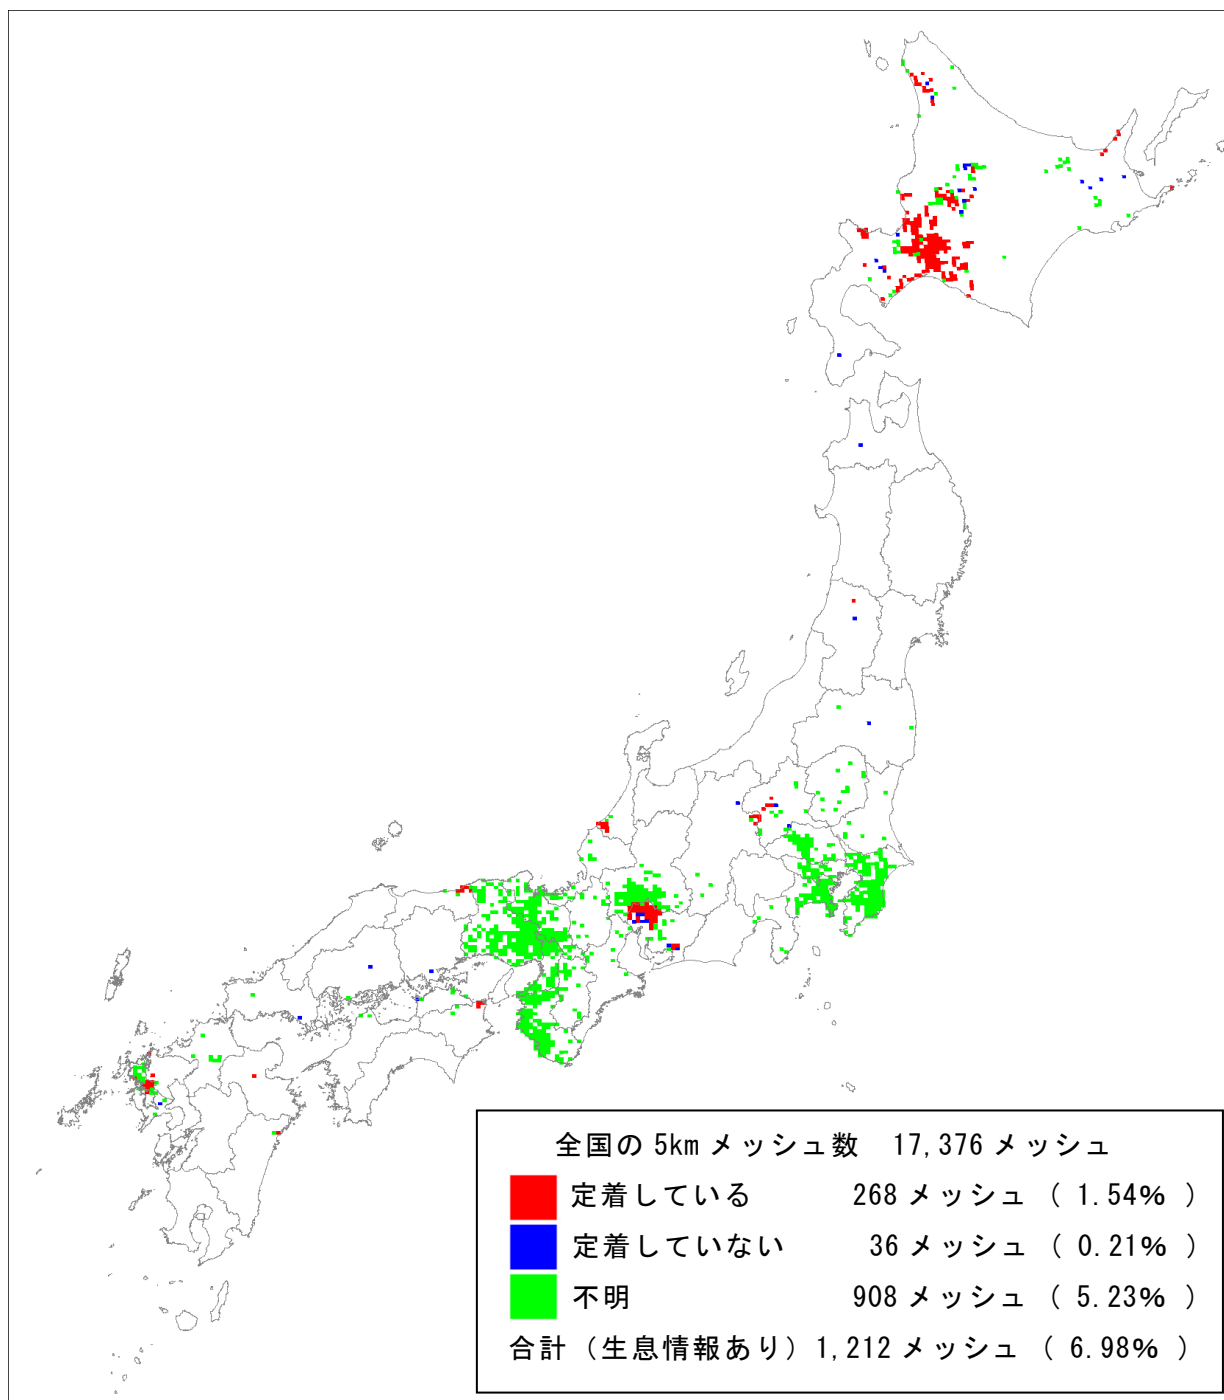 全国の 5km メッシュ数　17,376 メッシュ
定着している　268 メッシュ （ 1.54% ）
定着していない　36 メッシュ （ 0.21% ）
不明　908 メッシュ （ 5.23% ）
合計（生息情報あり）1,212 メッシュ （ 6.98% ）